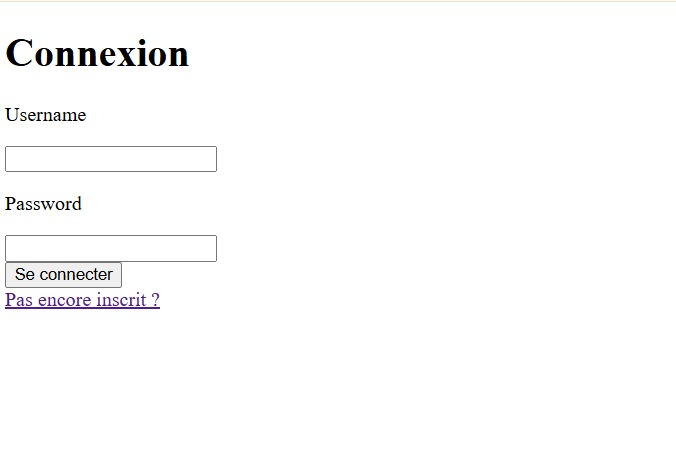 Connexion
Username
Password
Se connecter
Pas encore inscrit ?